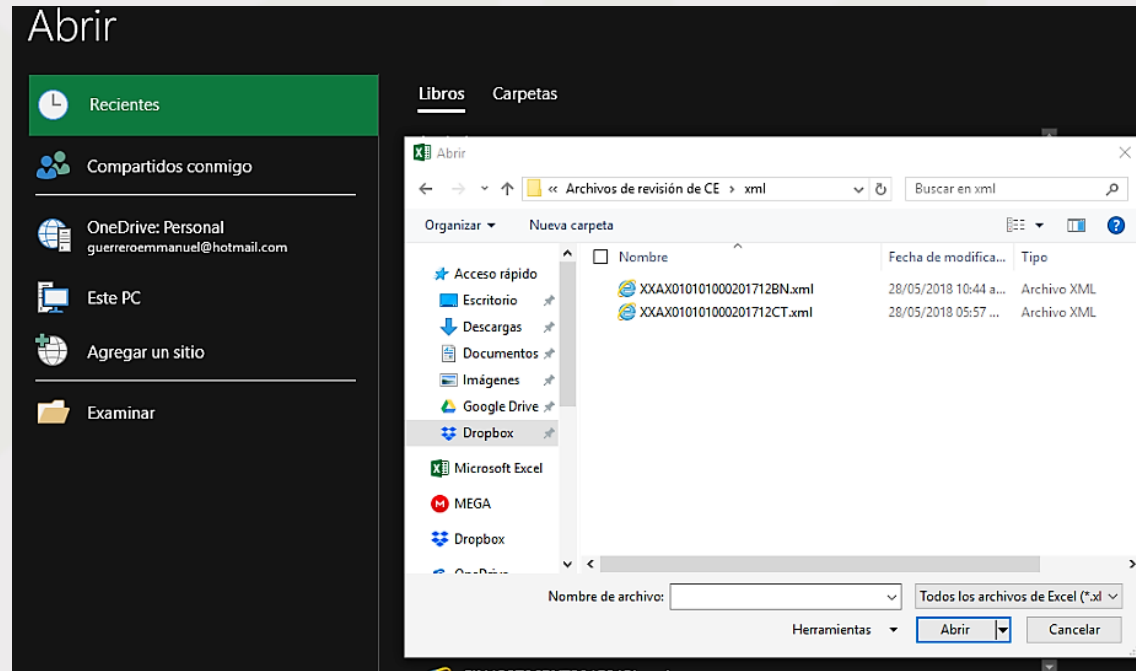 Abrir
Recientes
Compartidos conmigo
OneDrive: Personal
guerreroemmanuel@hotmail.com
Este PC
Agregar un sitio
Examinar
Libros Carpetas
Abrir
« Archivos de revisión de CE › xml
Buscar en xml
Organizar Nueva carpeta
Acceso rápido
Escritorio
Descargas
Documentos
Imágenes
Google Drive
Dropbox
Microsoft Excel
MEGA
Dropbox
Nombre Fecha de modifica... Tipo
XXAX010101000201712BN.xml 28/05/2018 10:44 a... Archivo XML
XXAX010101000201712CT.xml 28/05/2018 05:57 ... Archivo XML
Nombre de archivo: Todos los archivos de Excel (*.xl
Herramientas Abrir Cancelar